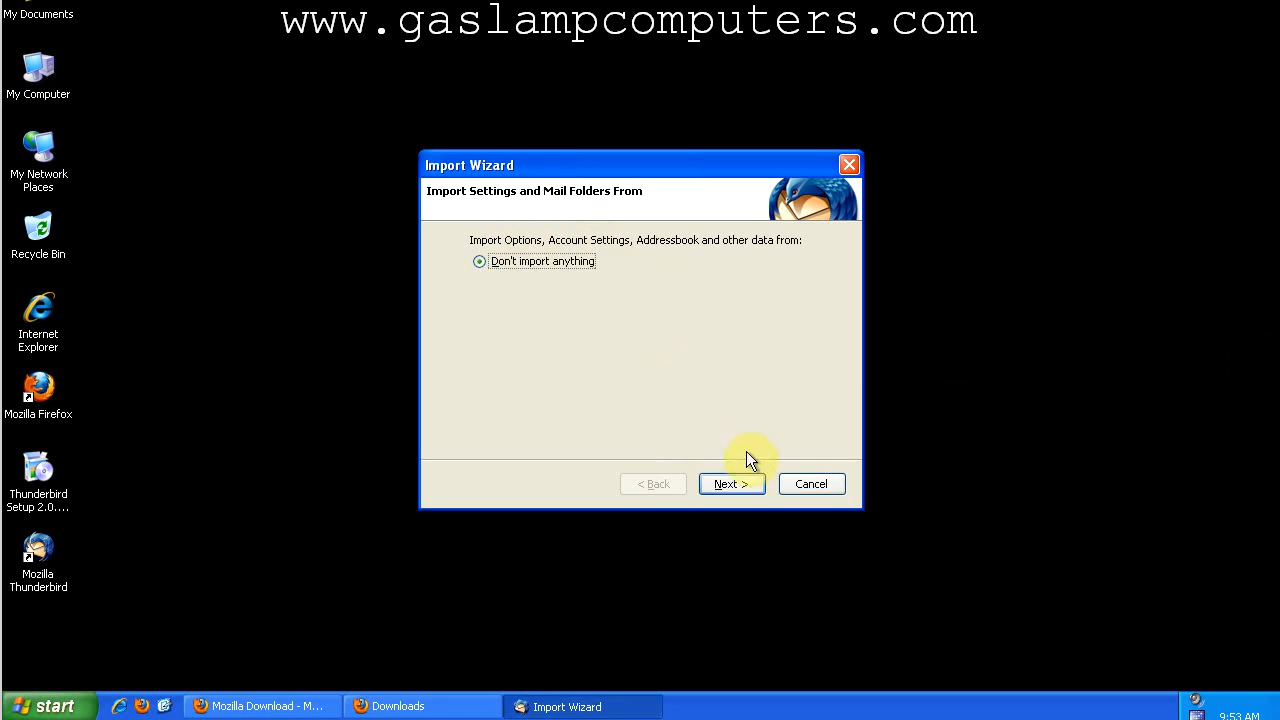 www.gaslampcomputers.com
My Documents
My Computer
My Network
Places
Recycle Bin
Internet
Explorer
Mozilla Firefox
Thunderbird
Setup 2.0....
Mozilla
Thunderbird
Import Wizard
Import Settings and Mail Folders From
Import Options, Account Settings, Addressbook and other data from:
Don't import anything
< Back
Next >
Cancel
start
Mozilla Download - M...
Downloads
Import Wizard
9:53 AM